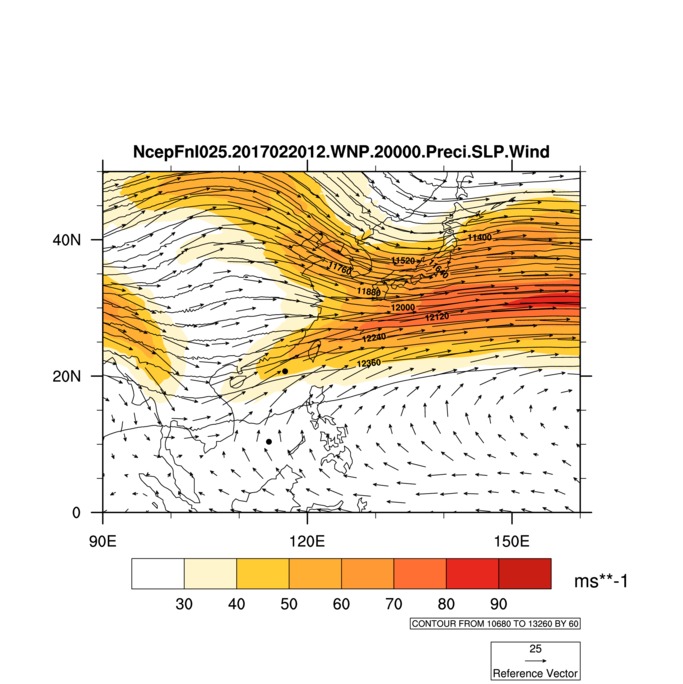 NcepFnl025.2017022012.WNP.20000.Preci.SLP.Wind
11400
40N
11520
11640
11760
11880
12000
12120
12240
12360
20N
0
90E 120E 150E
ms**-1
30 40 50 60 70 80 90
CONTOUR FROM 10680 TO 13260 BY 60
25
Reference Vector